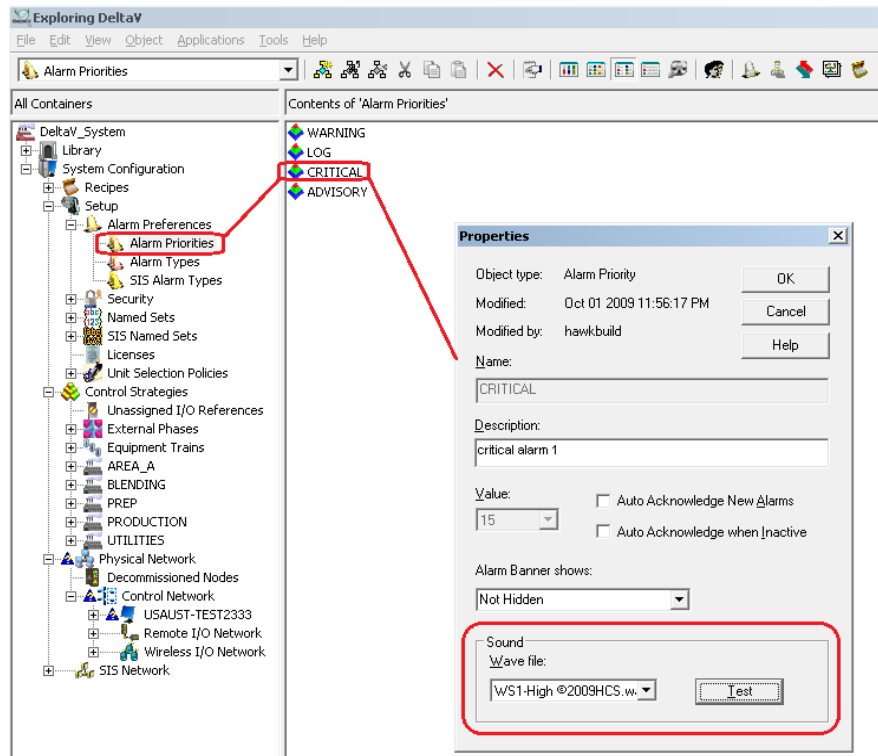 Exploring DeltaV
File Edit View Object Applications Tools Help
Alarm Priorities
All Containers
Contents of 'Alarm Priorities'
DeltaV_System
Library
System Configuration
Recipes
Setup
Alarm Preferences
Alarm Priorities
Alarm Types
SIS Alarm Types
Security
Named Sets
SIS Named Sets
Licenses
Unit Selection Policies
Control Strategies
Unassigned I/O References
External Phases
Equipment Trains
AREA_A
BLENDING
PREP
PRODUCTION
UTILITIES
Physical Network
Decommissioned Nodes
Control Network
USAUST-TEST2333
Remote I/O Network
Wireless I/O Network
SIS Network
WARNING
LOG
CRITICAL
ADVISORY
Properties
Object type: Alarm Priority
Modified: Oct 01 2009 11:56:17 PM
Modified by: hawkbuild
OK
Cancel
Help
Name:
CRITICAL
Description:
critical alarm 1
Value:
15
Auto Acknowledge New Alarms
Auto Acknowledge when Inactive
Alarm Banner shows:
Not Hidden
Sound
Wave file:
WS1-High ©2009HCS.w
Test